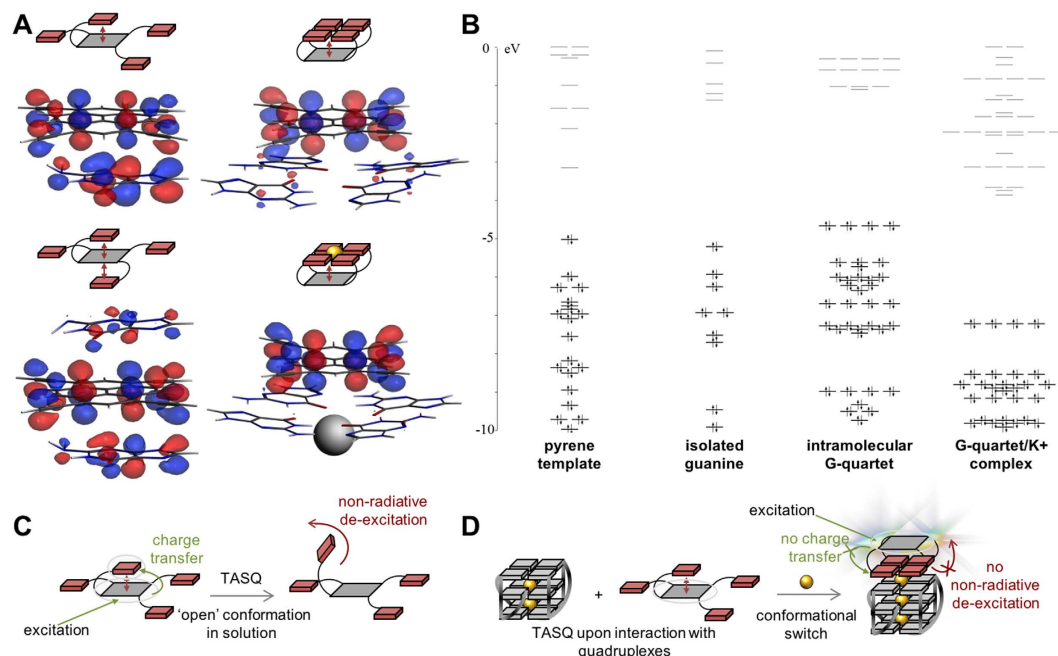 A
B
0
eV
-5
-10
pyrene
template
isolated
guanine
intramolecular
G-quartet
G-quartet/K+
complex
C
charge
transfer
excitation
TASQ
'open' conformation
in solution
non-radiative
de-excitation
D
+
TASQ upon interaction with
quadruplexes
conformational
switch
excitation
no charge
transfer
no
non-radiative
de-excitation